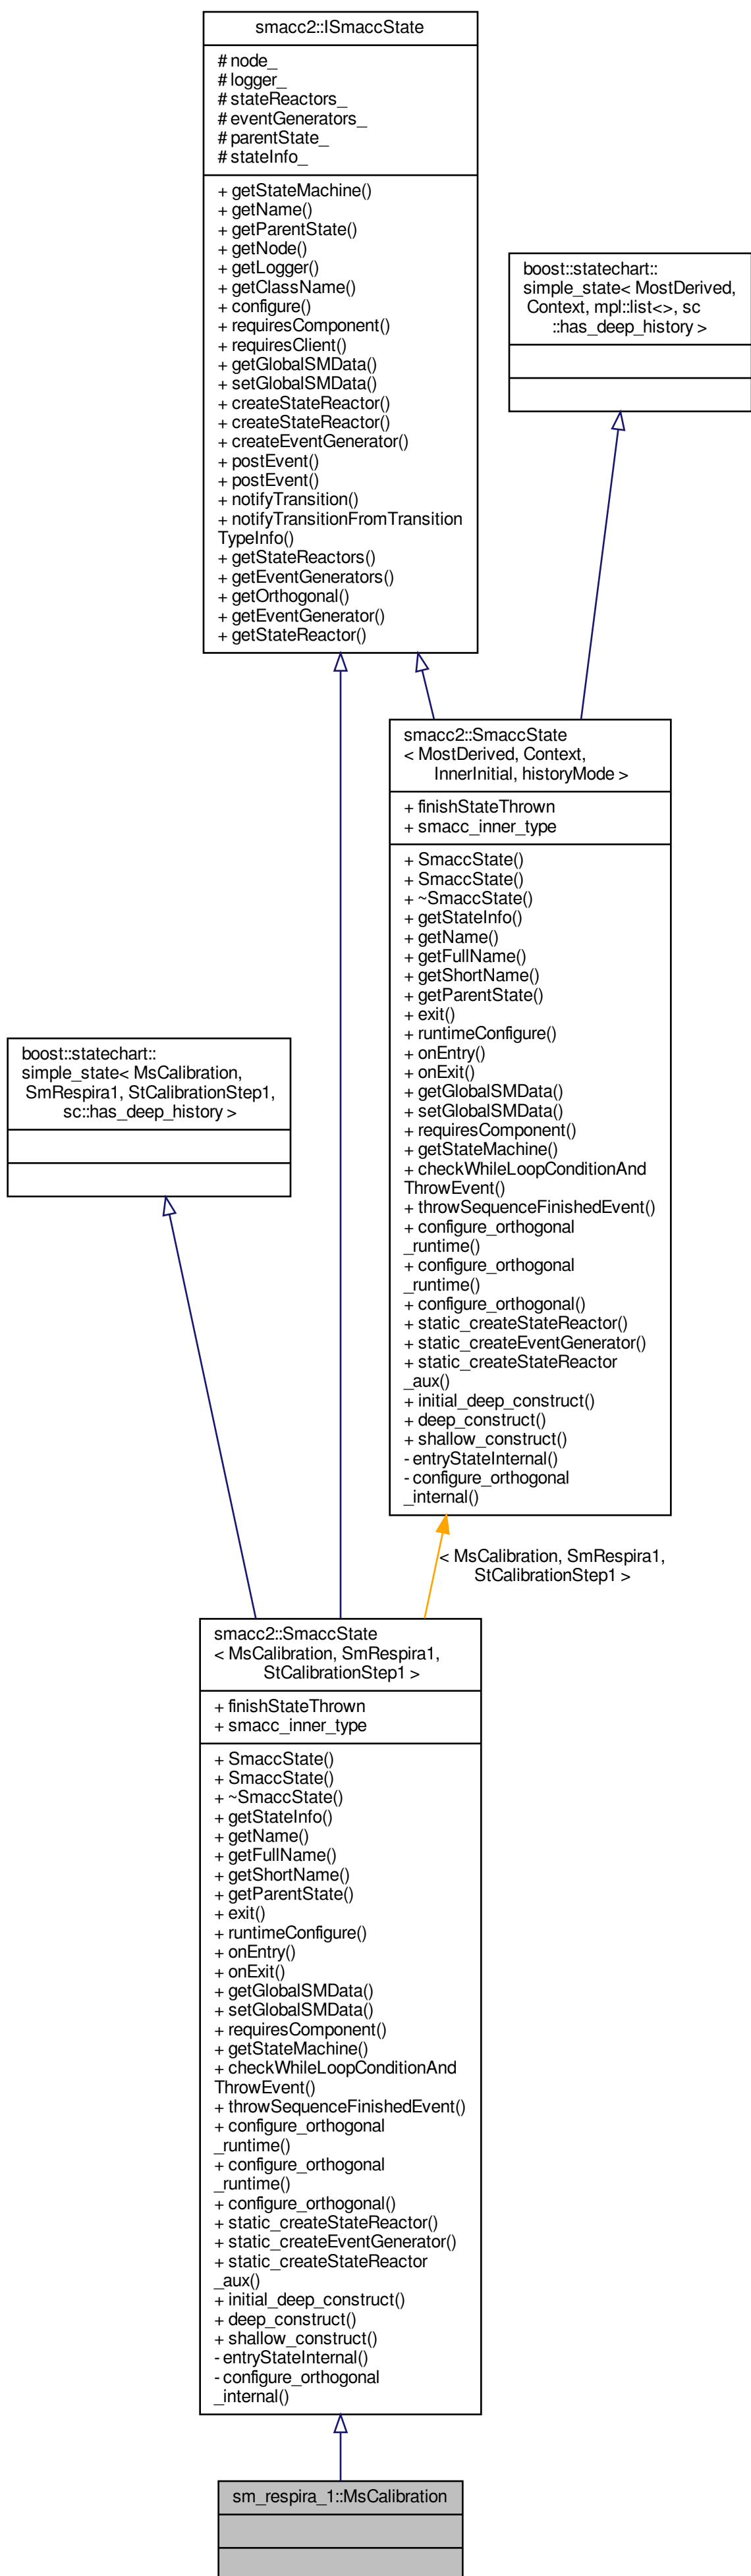 smacc2::ISmaccState
# node_
# logger_
# stateReactors_
# eventGenerators_
# parentState_
# stateInfo_
+ getStateMachine()
+ getName()
+ getParentState()
+ getNode()
+ getLogger()
+ getClassName()
+ configure()
+ requiresComponent()
+ requiresClient()
+ getGlobalSMData()
+ setGlobalSMData()
+ createStateReactor()
+ createStateReactor()
+ createEventGenerator()
+ postEvent()
+ postEvent()
+ notifyTransition()
+ notifyTransitionFromTransition
TypeInfo()
+ getStateReactors()
+ getEventGenerators()
+ getOrthogonal()
+ getEventGenerator()
+ getStateReactor()
boost::statechart::
simple_state< MostDerived,
Context, mpl::list<>, sc
::has_deep_history >
smacc2::SmaccState
< MostDerived, Context,
InnerInitial, historyMode >
+ finishStateThrown
+ smacc_inner_type
+ SmaccState()
+ SmaccState()
+ ~SmaccState()
+ getStateInfo()
+ getName()
+ getFullName()
+ getShortName()
+ getParentState()
+ exit()
+ runtimeConfigure()
+ onEntry()
+ onExit()
+ getGlobalSMData()
+ setGlobalSMData()
+ requiresComponent()
+ getStateMachine()
+ checkWhileLoopConditionAnd
ThrowEvent()
+ throwSequenceFinishedEvent()
+ configure_orthogonal
_runtime()
+ configure_orthogonal
_runtime()
+ configure_orthogonal()
+ static_createStateReactor()
+ static_createEventGenerator()
+ static_createStateReactor
_aux()
+ initial_deep_construct()
+ deep_construct()
+ shallow_construct()
- entryStateInternal()
- configure_orthogonal
_internal()
boost::statechart::
simple_state< MsCalibration,
SmRespira1, StCalibrationStep1,
sc::has_deep_history >
< MsCalibration, SmRespira1,
StCalibrationStep1 >
smacc2::SmaccState
< MsCalibration, SmRespira1,
StCalibrationStep1 >
+ finishStateThrown
+ smacc_inner_type
+ SmaccState()
+ SmaccState()
+ ~SmaccState()
+ getStateInfo()
+ getName()
+ getFullName()
+ getShortName()
+ getParentState()
+ exit()
+ runtimeConfigure()
+ onEntry()
+ onExit()
+ getGlobalSMData()
+ setGlobalSMData()
+ requiresComponent()
+ getStateMachine()
+ checkWhileLoopConditionAnd
ThrowEvent()
+ throwSequenceFinishedEvent()
+ configure_orthogonal
_runtime()
+ configure_orthogonal
_runtime()
+ configure_orthogonal()
+ static_createStateReactor()
+ static_createEventGenerator()
+ static_createStateReactor
_aux()
+ initial_deep_construct()
+ deep_construct()
+ shallow_construct()
- entryStateInternal()
- configure_orthogonal
_internal()
sm_respira_1::MsCalibration